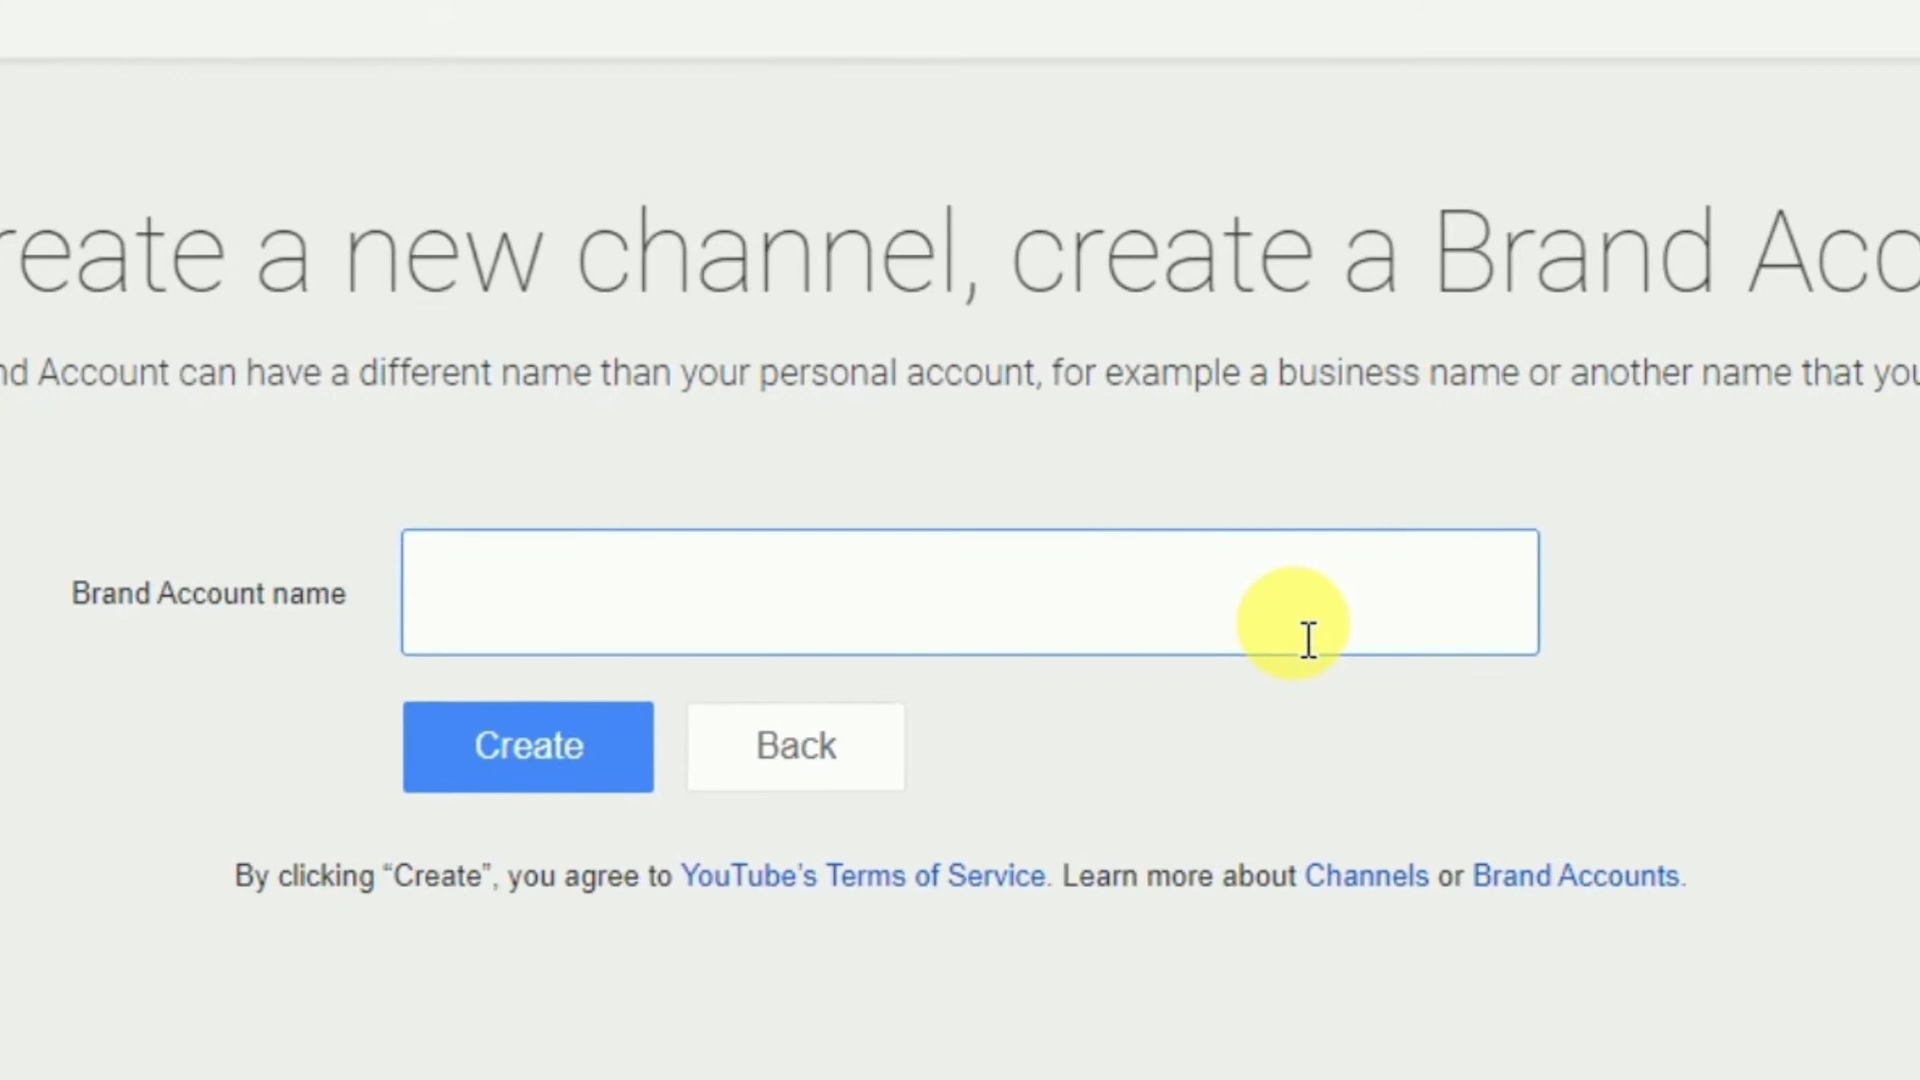 reate a new channel, create a Brand Acco
nd Account can have a different name than your personal account, for example a business name or another name that you
Brand Account name
Create Back
By clicking “Create”, you agree to YouTube's Terms of Service. Learn more about Channels or Brand Accounts.